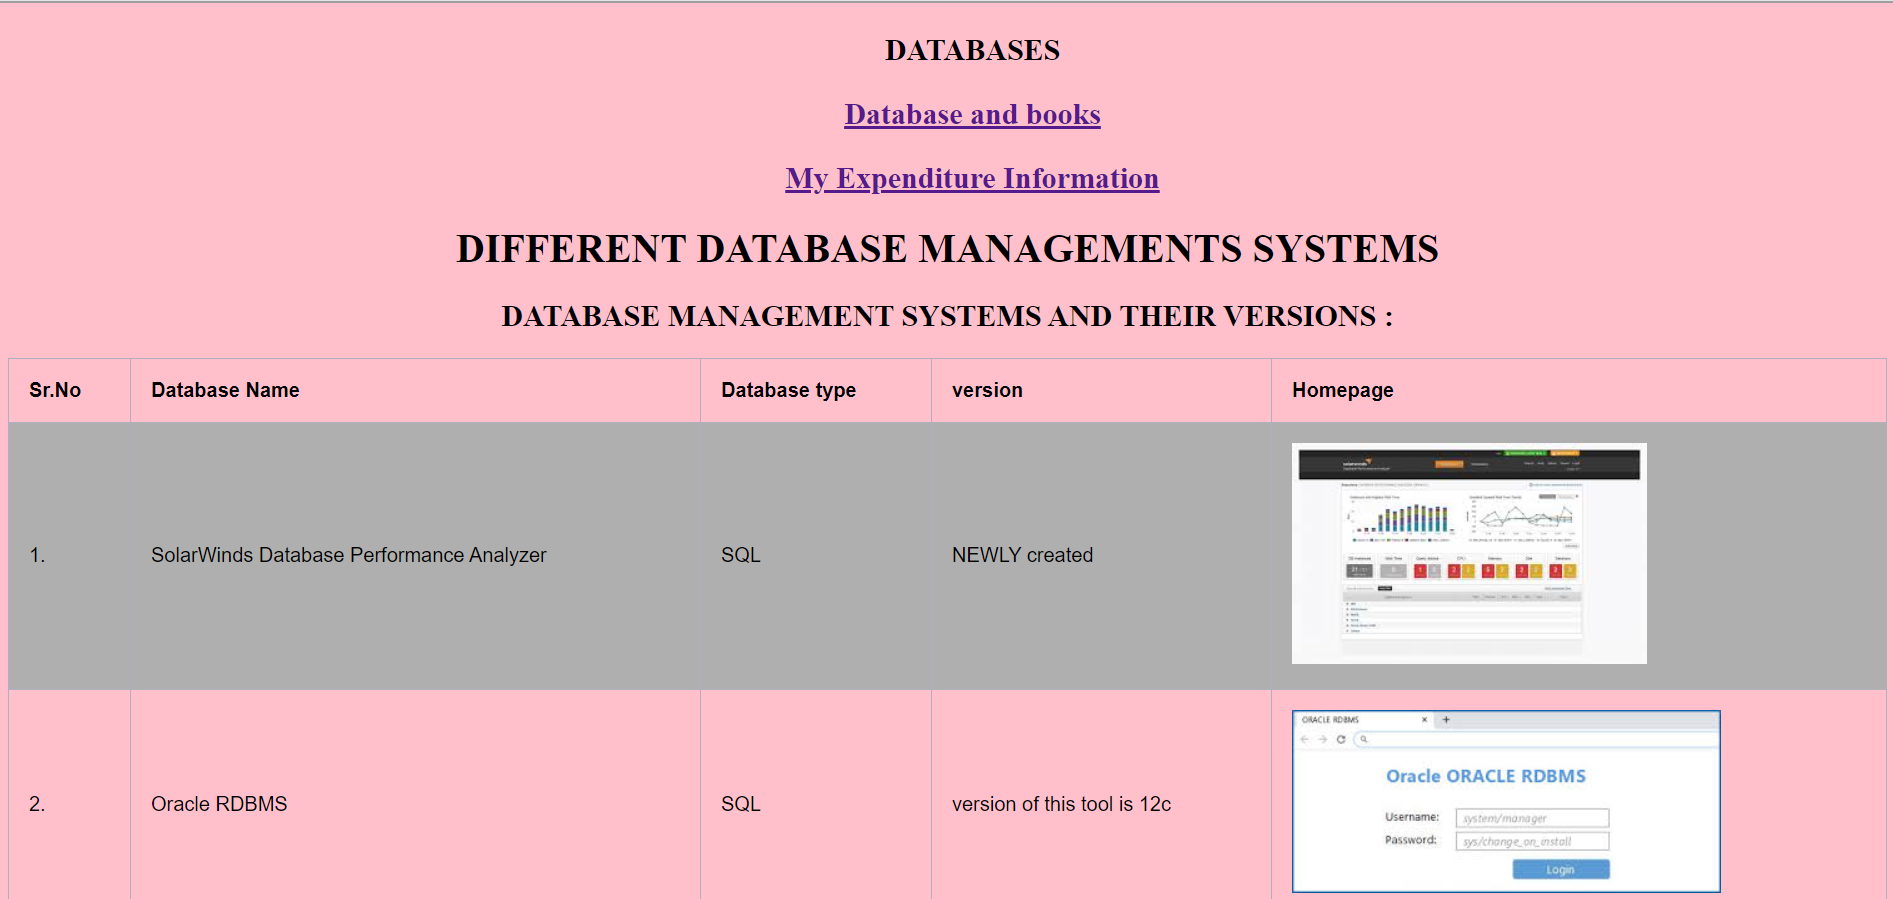 DATABASES
Database and books
My Expenditure Information
DIFFERENT DATABASE MANAGEMENTS SYSTEMS
DATABASE MANAGEMENT SYSTEMS AND THEIR VERSIONS :
Sr.No Database Name Database type version Homepage
1. SolarWinds Database Performance Analyzer SQL NEWLY created
solarwinds
2. Oracle RDBMS SQL version of this tool is 12c
ORACLE RDBMS
Oracle ORACLE RDBMS
Username: system/manager
Password: sys/change_on_install
Login